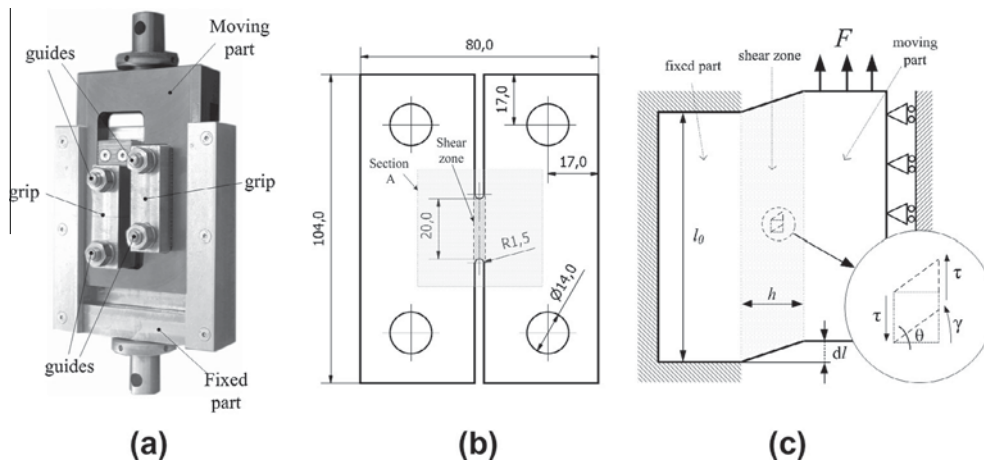 guides
Moving
part
grip
grip
guides
Fixed
part
(a)
80,0
17,0
104,0
Shear
zone
Section
A
17,0
20,0
R1,5
Ø14,0
(b)
F
moving
part
shear zone
fixed part
l₀
h
dl
τ
τ
θ
γ
(c)